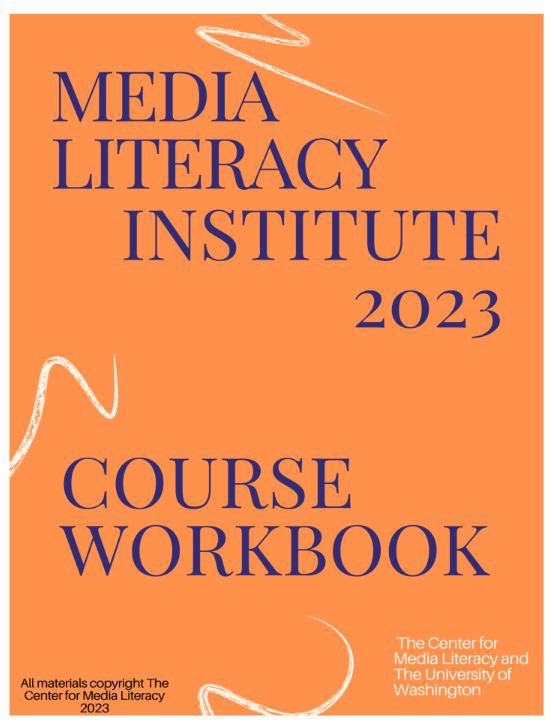 MEDIA
LITERACY
INSTITUTE
2023
COURSE
WORKBOOK
The Center for
Media Literacy and
The University of
Washington
All materials copyright The
Center for Media Literacy
2023